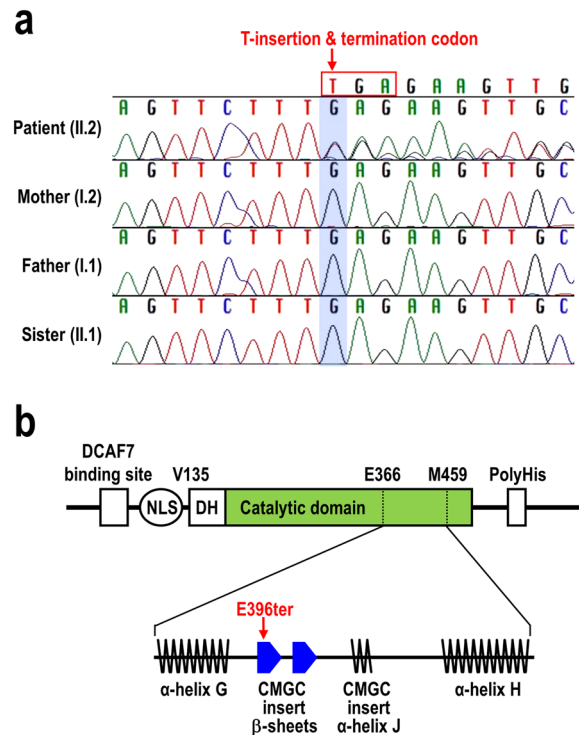 a
T-insertion & termination codon
T G A G A A G T T G
A G T T C T T T G A G A A G T T G C
Patient (II.2)
A G T T C T T T G A G A A G T T G C
Mother (I.2)
A G T T C T T T G A G A A G T T G C
Father (I.1)
A G T T C T T T G A G A A G T T G C
Sister (II.1)
b
DCAF7
binding site V135 E366 M459 PolyHis
NLS DH Catalytic domain
E396ter
α-helix G CMGC CMGC α-helix H
insert insert
β-sheets α-helix J